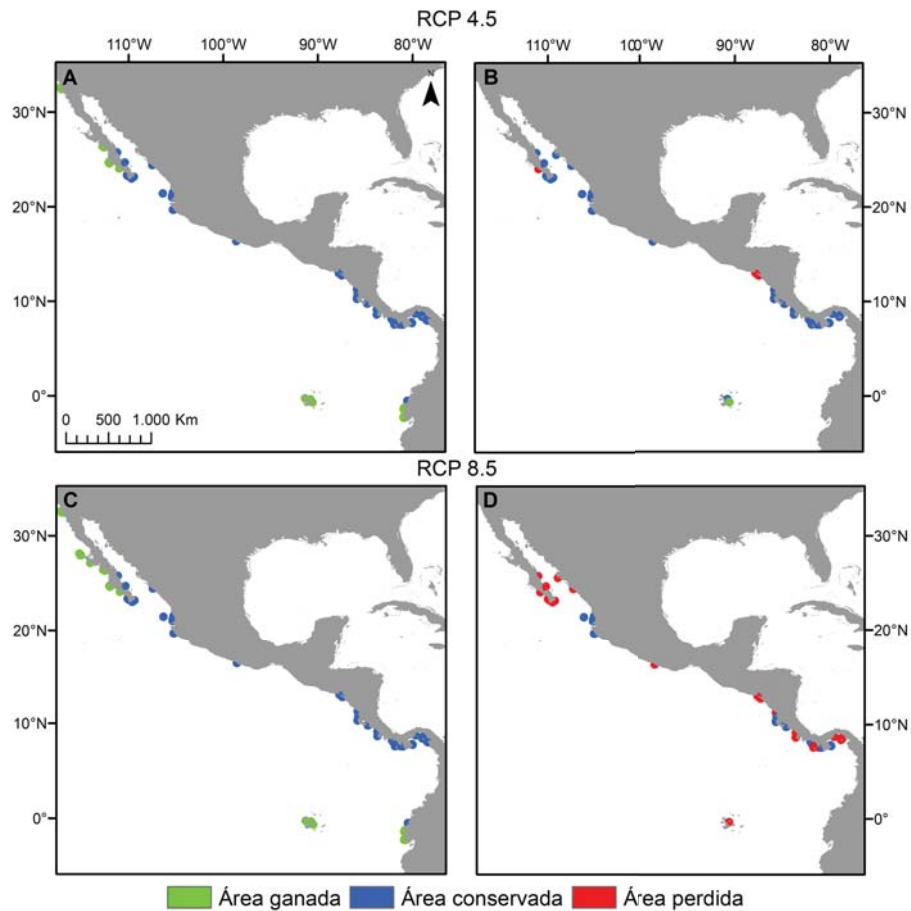 RCP 4.5
110°W 100°W 90°W 80°W 110°W 100°W 90°W 80°W
A N B
30°N 30°N
20°N 20°N
10°N 10°N
0° 0°
0 500 1.000 Km
RCP 8.5
C D
30°N 30°N
20°N 20°N
10°N 10°N
0° 0°
Área ganada Área conservada Área perdida